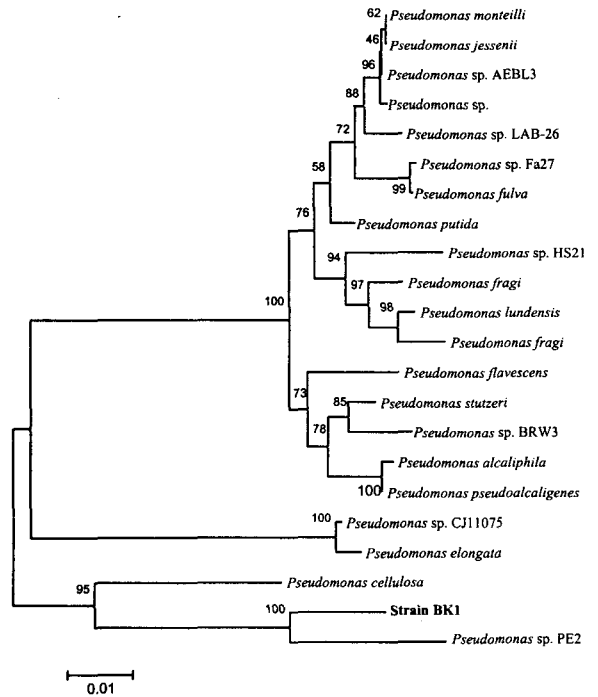 62 Pseudomonas monteilli
46 Pseudomonas jessenii
96 Pseudomonas sp. AEBL3
Pseudomonas sp.
88
Pseudomonas sp. LAB-26
72
Pseudomonas sp. Fa27
58
99 Pseudomonas fulva
76
Pseudomonas putida
94 Pseudomonas sp. HS21
97 Pseudomonas fragi
98 Pseudomonas lundensis
100
Pseudomonas fragi
Pseudomonas flavescens
73
85 Pseudomonas stutzeri
78 Pseudomonas sp. BRW3
Pseudomonas alcaliphila
100 Pseudomonas pseudoalcaligenes
100 Pseudomonas sp. CJ11075
Pseudomonas elongata
95 Pseudomonas cellulosa
100 Strain BK1
Pseudomonas sp. PE2
0.01